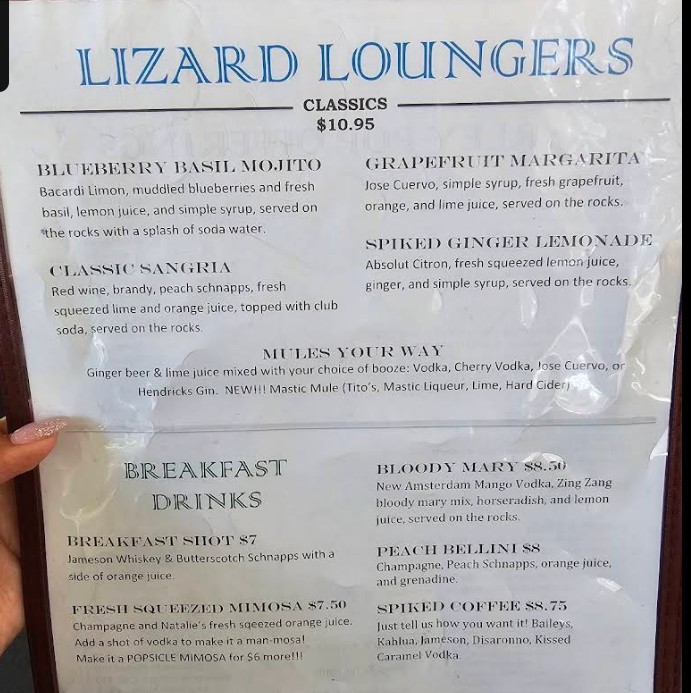 LIZARD LOUNGERS
CLASSICS
$10.95
BLUEBERRY BASIL MOJITO
Bacardi Limon, muddled blueberries and fresh
basil, lemon juice, and simple syrup, served on
the rocks with a splash of soda water.
CLASSIC SANGRIA
Red wine, brandy, peach schnapps, fresh
squeezed lime and orange juice, topped with club
soda, served on the rocks.
GRAPEFRUIT MARGARITA
Jose Cuervo, simple syrup, fresh grapefruit,
orange, and lime juice, served on the rocks.
SPIKED GINGER LEMONADE
Absolut Citron, fresh squeezed lemon juice,
ginger, and simple syrup, served on the rocks.
MULES YOUR WAY
Ginger beer & lime juice mixed with your choice of booze: Vodka, Cherry Vodka, Jose Cuervo, or
Hendricks Gin. NEW!!! Mastic Mule (Tito's, Mastic Liqueur, Lime, Hard Cider)
BREAKFAST
DRINKS
BREAKFAST SHOT $7
Jameson Whiskey & Butterscotch Schnapps with a
side of orange juice.
FRESH SQUEEZED MIMOSA $7.50
Champagne and Natalie's fresh sqeezed orange juice.
Add a shot of vodka to make it a man-mosa!
Make it a POPSICLE MIMOSA for $6 more!!!
BLOODY MARY $8.50
New Amsterdam Mango Vodka, Zing Zang
bloody mary mix, horseradish, and lemon
juice, served on the rocks.
PEACH BELLINI $8
Champagne, Peach Schnapps, orange juice,
and grenadine.
SPIKED COFFEE $8.75
Just tell us how you want it! Baileys,
Kahlua, Jameson, Disaronno, Kissed
Caramel Vodka.